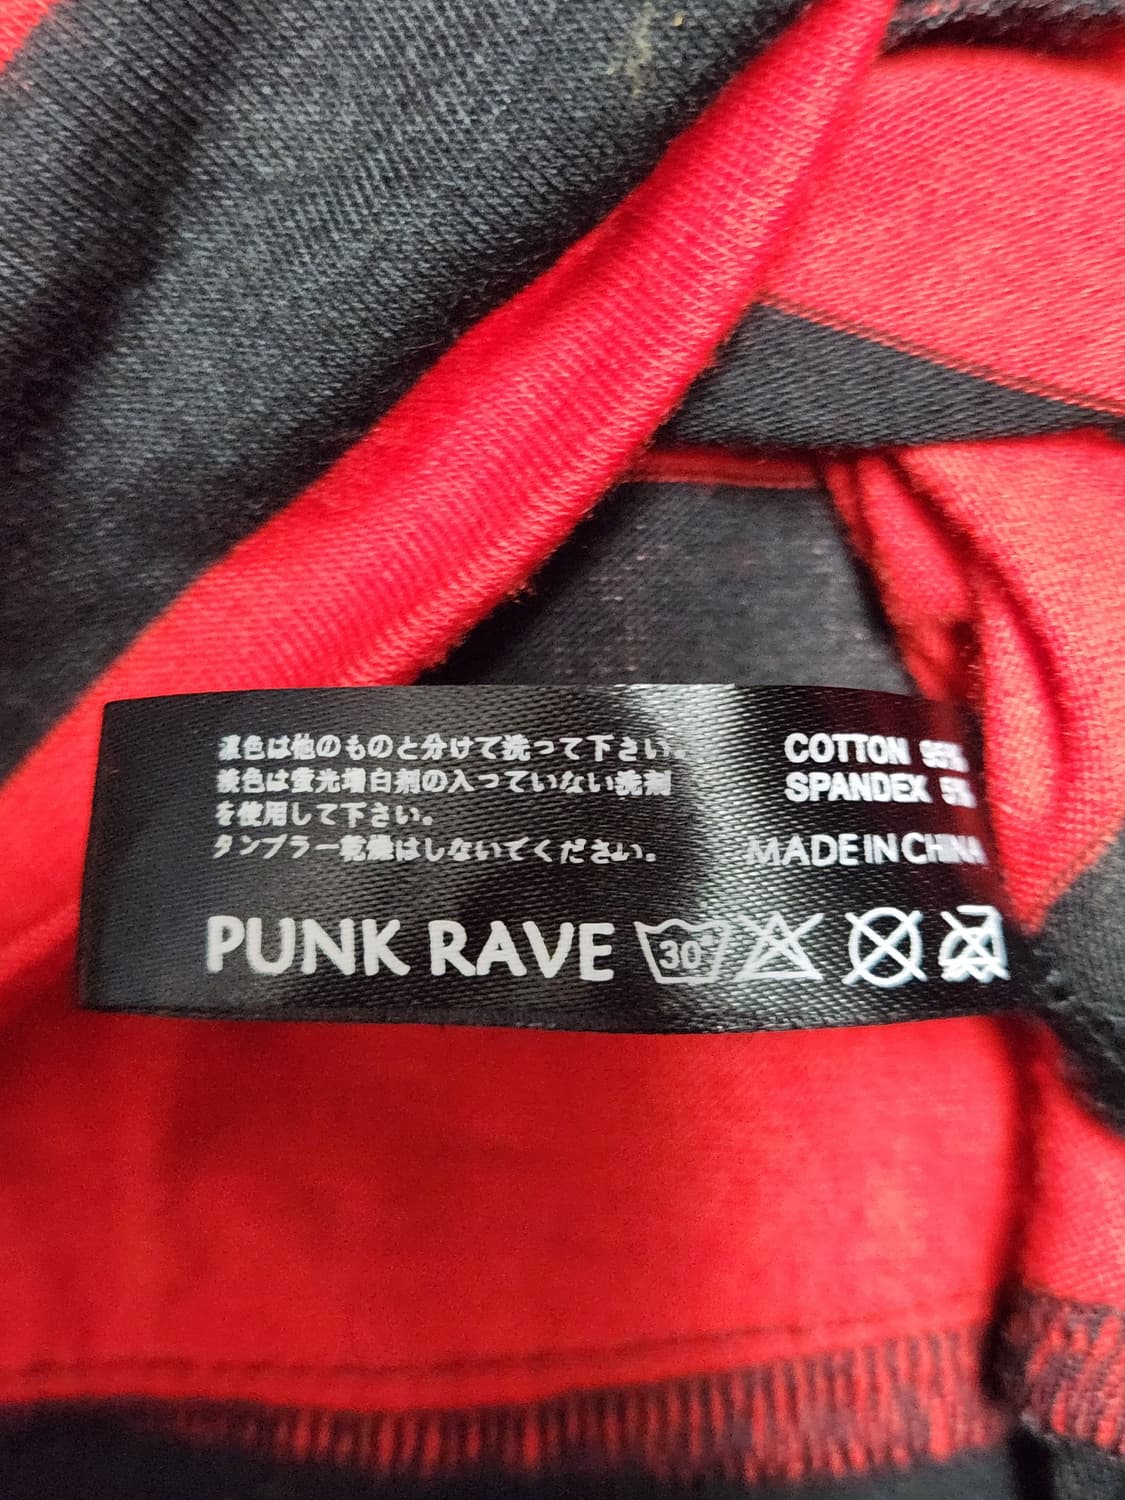 濃色は他のものと分けて洗って下さい。
淡色は蛍光増白剤の入っていない洗剤
を使用して下さい。
タンブラー乾燥はしないでください。
COTTON 95%
SPANDEX 5%
MADE IN CHINA
PUNK RAVE
30